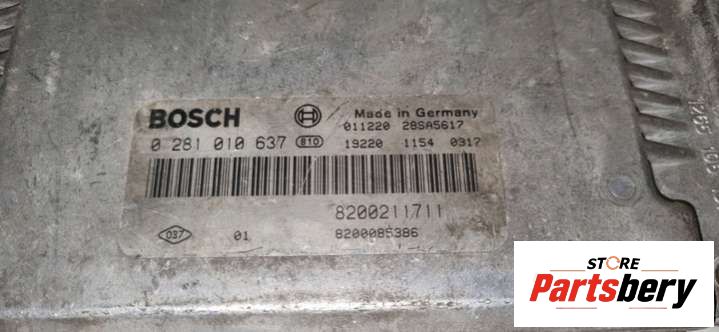 BOSCH Made in Germany
011220 28SA5617
0 281 010 637 810 19220 1154 0317
8200211711
037 01 8200085386
STORE
Partsbery